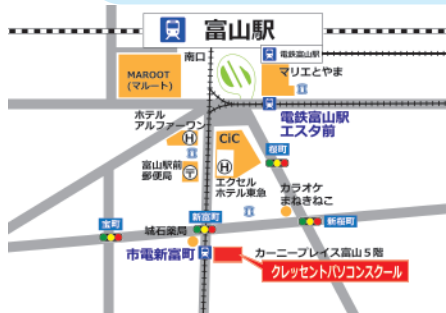 富山駅
南口
電鉄富山駅
MAROOT
(マルート)
マリエとやま
電鉄富山駅
エスタ前
ホテル
アルファーワン
H
CiC
桜町
富山駅前
郵便局
〒
H
エクセル
ホテル東急
カラオケ
まねきねこ
宝町
新富町
新桜町
城石薬局
市電新富町
カーニープレイス富山5階
クレッセントパソコンスクール